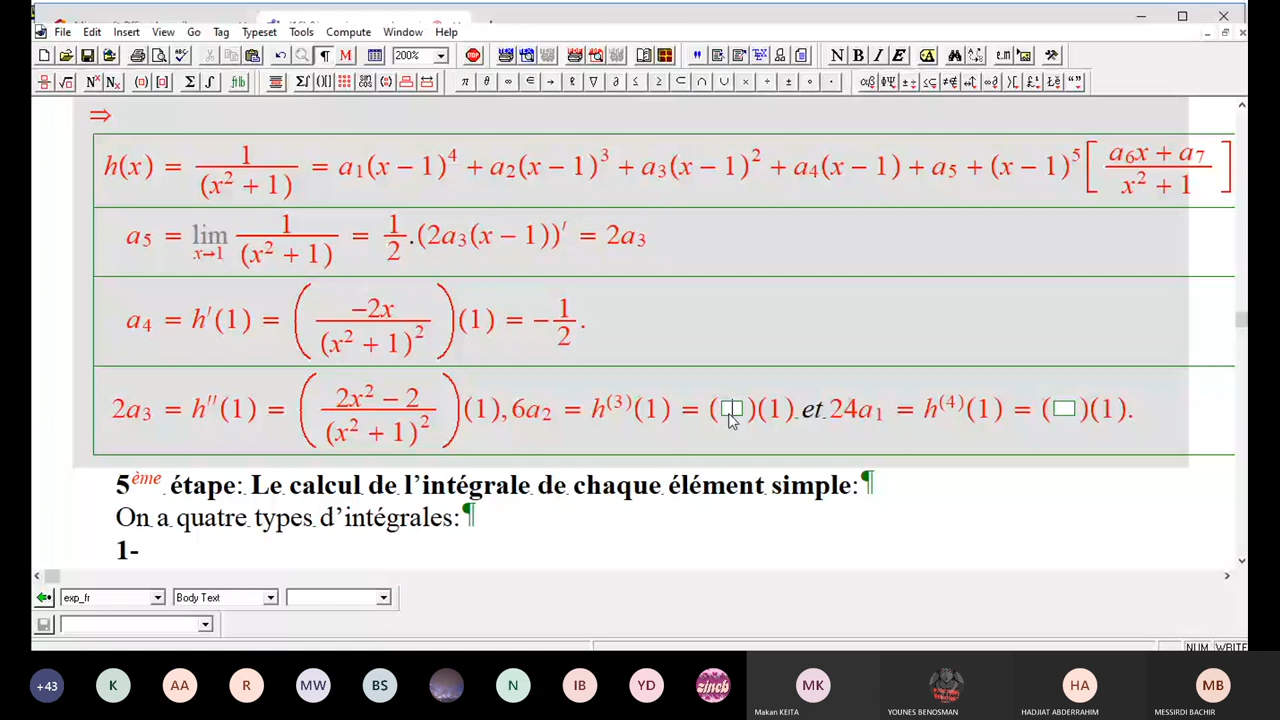 File Edit Insert View Go Tag Typeset Tools Compute Window Help
200%
⇒
h(x) = 1/(x² + 1) = a₁(x − 1)⁴ + a₂(x − 1)³ + a₃(x − 1)² + a₄(x − 1) + a₅ + (x − 1)⁵ [ (a₆x + a₇)/(x² + 1) ]
a₅ = lim_{x→1} 1/(x² + 1) = 1/2 .(2a₃(x − 1))′ = 2a₃
a₄ = h′(1) = ( −2x/(x² + 1)² )(1) = −1/2.
2a₃ = h″(1) = ( (2x² − 2)/(x² + 1)² )(1), 6a₂ = h⁽³⁾(1) = (□)(1) et 24a₁ = h⁽⁴⁾(1) = (□)(1).
5ème étape: Le calcul de l'intégrale de chaque élément simple:¶
On a quatre types d'intégrales:¶
1-
exp_fr Body Text
NUM WRITE
+43 K AA R MW BS N IB YD zineb MK HA MB
Makan KEITA YOUNES BENOSMAN HADJIAT ABDERRAHIM MESSIRDI BACHIR